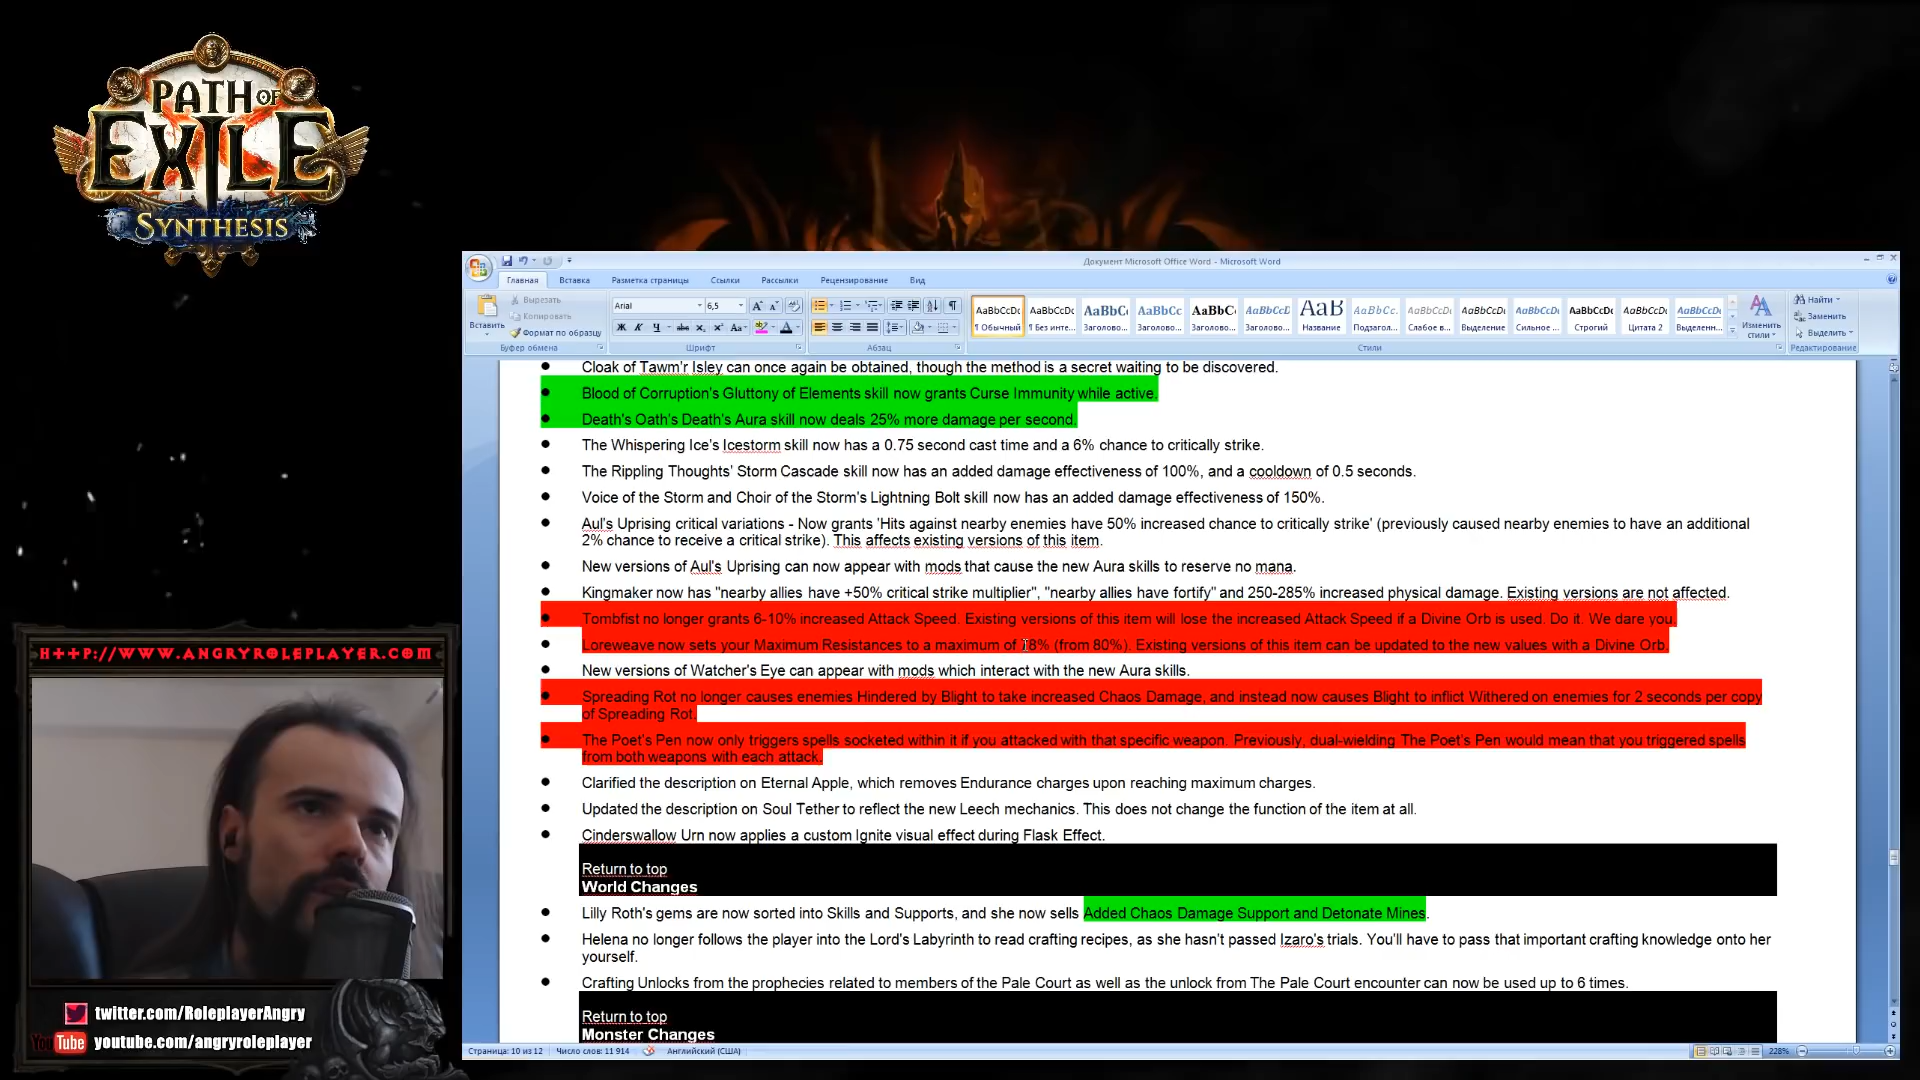 PATH OF
EXILE
SYNTHESIS
Документ Microsoft Office Word - Microsoft Word
Главная Вставка Разметка страницы Ссылки Рассылки Рецензирование Вид
Вставить
Вырезать
Копировать
Формат по образцу
Буфер обмена
Arial 6,5
Шрифт
Абзац
AaBbCcDc AaBbCcDc AaBbC AaBbCc AaBbC AaBbCc AaB AaBbCc. AaBbCcDc AaBbCcDc AaBbCcDc AaBbCcDc AaBbCcDc AaBbCcDc
¶ Обычный ¶ Без инте... Заголово... Заголово... Заголово... Заголово... Название Подзагол... Слабое в... Выделение Сильное ... Строгий Цитата 2 Выделенн...
Стили
Изменить стили
Найти
Заменить
Выделить
Редактирование
Cloak of Tawm'r Isley can once again be obtained, though the method is a secret waiting to be discovered.
Blood of Corruption's Gluttony of Elements skill now grants Curse Immunity while active.
Death's Oath's Death's Aura skill now deals 25% more damage per second.
The Whispering Ice's Icestorm skill now has a 0.75 second cast time and a 6% chance to critically strike.
The Rippling Thoughts' Storm Cascade skill now has an added damage effectiveness of 100%, and a cooldown of 0.5 seconds.
Voice of the Storm and Choir of the Storm's Lightning Bolt skill now has an added damage effectiveness of 150%.
Aul's Uprising critical variations - Now grants 'Hits against nearby enemies have 50% increased chance to critically strike' (previously caused nearby enemies to have an additional
2% chance to receive a critical strike). This affects existing versions of this item.
New versions of Aul's Uprising can now appear with mods that cause the new Aura skills to reserve no mana.
Kingmaker now has "nearby allies have +50% critical strike multiplier", "nearby allies have fortify" and 250-285% increased physical damage. Existing versions are not affected.
Tombfist no longer grants 6-10% increased Attack Speed. Existing versions of this item will lose the increased Attack Speed if a Divine Orb is used. Do it. We dare you.
Loreweave now sets your Maximum Resistances to a maximum of 78% (from 80%). Existing versions of this item can be updated to the new values with a Divine Orb.
New versions of Watcher's Eye can appear with mods which interact with the new Aura skills.
Spreading Rot no longer causes enemies Hindered by Blight to take increased Chaos Damage, and instead now causes Blight to inflict Withered on enemies for 2 seconds per copy
of Spreading Rot.
The Poet's Pen now only triggers spells socketed within it if you attacked with that specific weapon. Previously, dual-wielding The Poet's Pen would mean that you triggered spells
from both weapons with each attack.
Clarified the description on Eternal Apple, which removes Endurance charges upon reaching maximum charges.
Updated the description on Soul Tether to reflect the new Leech mechanics. This does not change the function of the item at all.
Cinderswallow Urn now applies a custom Ignite visual effect during Flask Effect.
Return to top
World Changes
Lilly Roth's gems are now sorted into Skills and Supports, and she now sells Added Chaos Damage Support and Detonate Mines.
Helena no longer follows the player into the Lord's Labyrinth to read crafting recipes, as she hasn't passed Izaro's trials. You'll have to pass that important crafting knowledge onto her
yourself.
Crafting Unlocks from the prophecies related to members of the Pale Court as well as the unlock from The Pale Court encounter can now be used up to 6 times.
Return to top
Monster Changes
Страница: 10 из 12 Число слов: 11 914 Английский (США) 228%
HTTP://WWW.ANGRYROLEPLAYER.COM
twitter.com/RoleplayerAngry
You Tube youtube.com/angryroleplayer